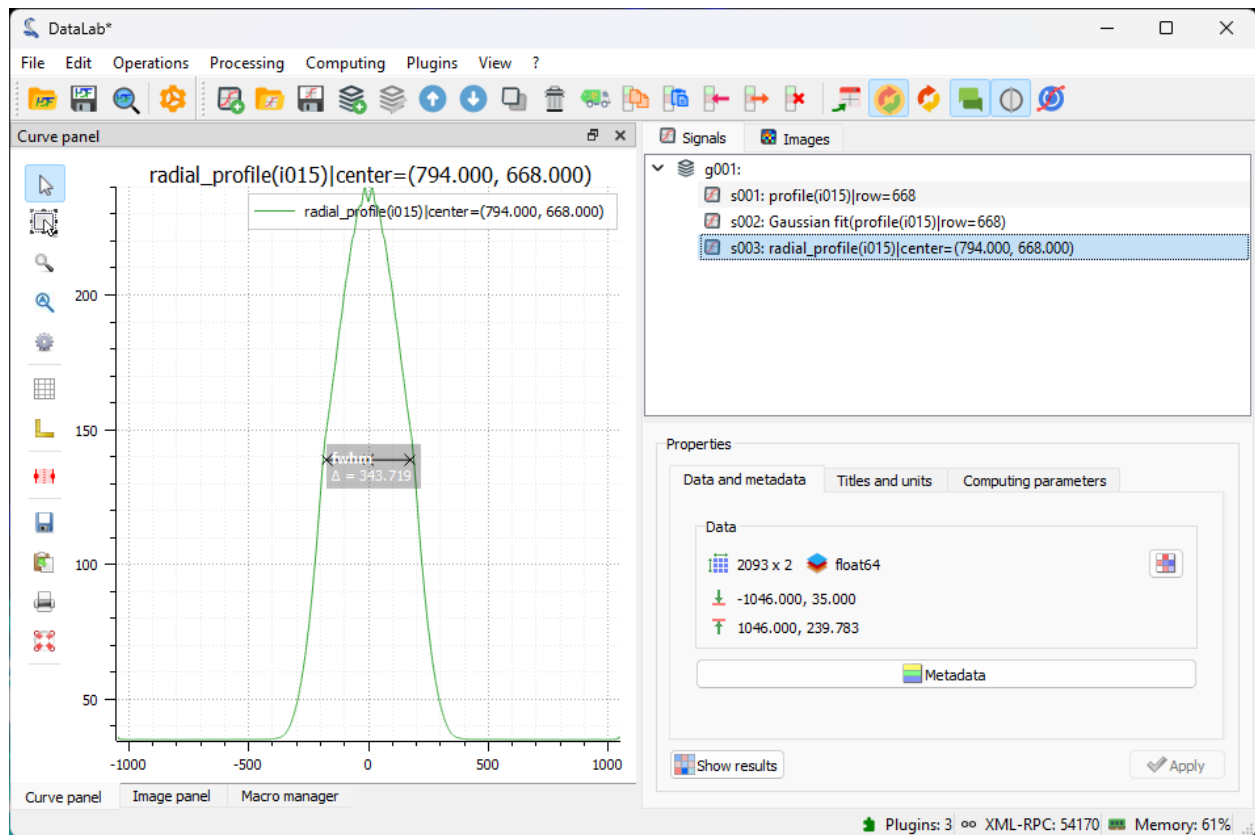 DataLab*
File Edit Operations Processing Computing Plugins View ?
Curve panel
radial_profile(i015)|center=(794.000, 668.000)
radial_profile(i015)|center=(794.000, 668.000)
200
150
100
50
fwhm
Δ = 343.719
-1000 -500 0 500 1000
Curve panel Image panel Macro manager
Signals Images
g001:
s001: profile(i015)|row=668
s002: Gaussian fit(profile(i015)|row=668)
s003: radial_profile(i015)|center=(794.000, 668.000)
Properties
Data and metadata Titles and units Computing parameters
Data
2093 x 2 float64
-1046.000, 35.000
1046.000, 239.783
Metadata
Show results Apply
Plugins: 3 XML-RPC: 54170 Memory: 61%